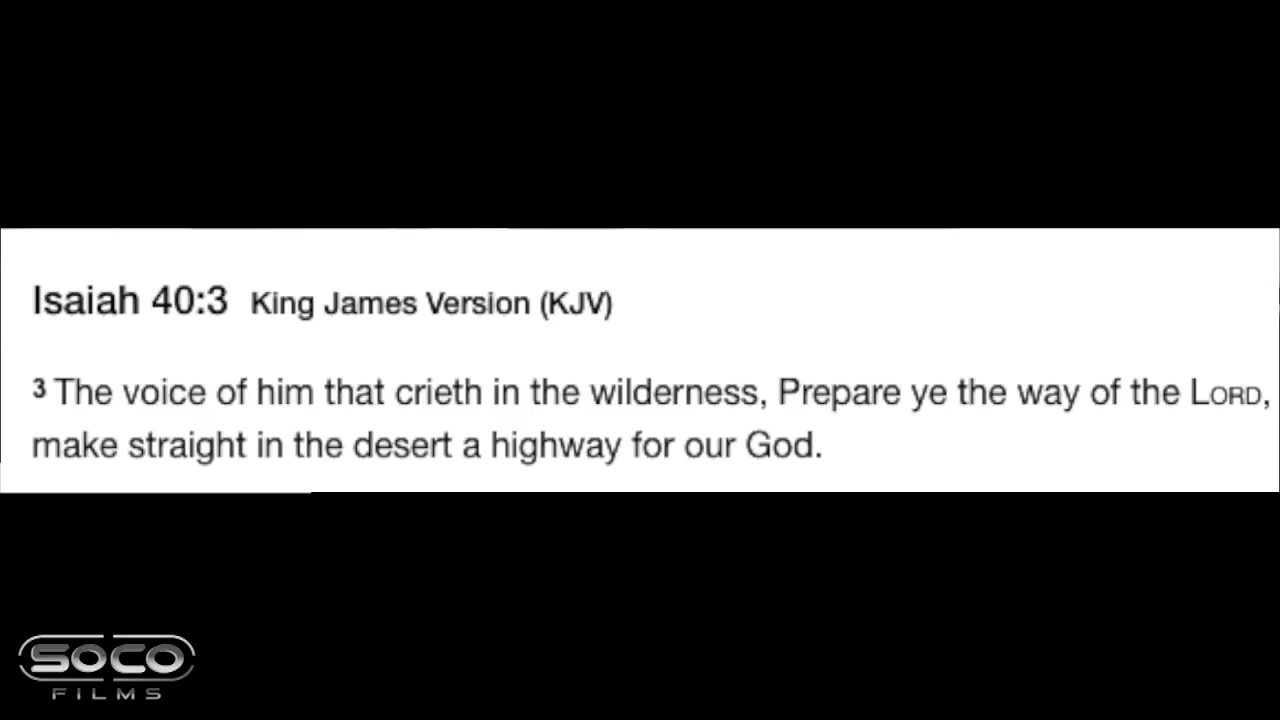 Isaiah 40:3 King James Version (KJV)
3 The voice of him that crieth in the wilderness, Prepare ye the way of the LORD,
make straight in the desert a highway for our God.
SOCO
FILMS